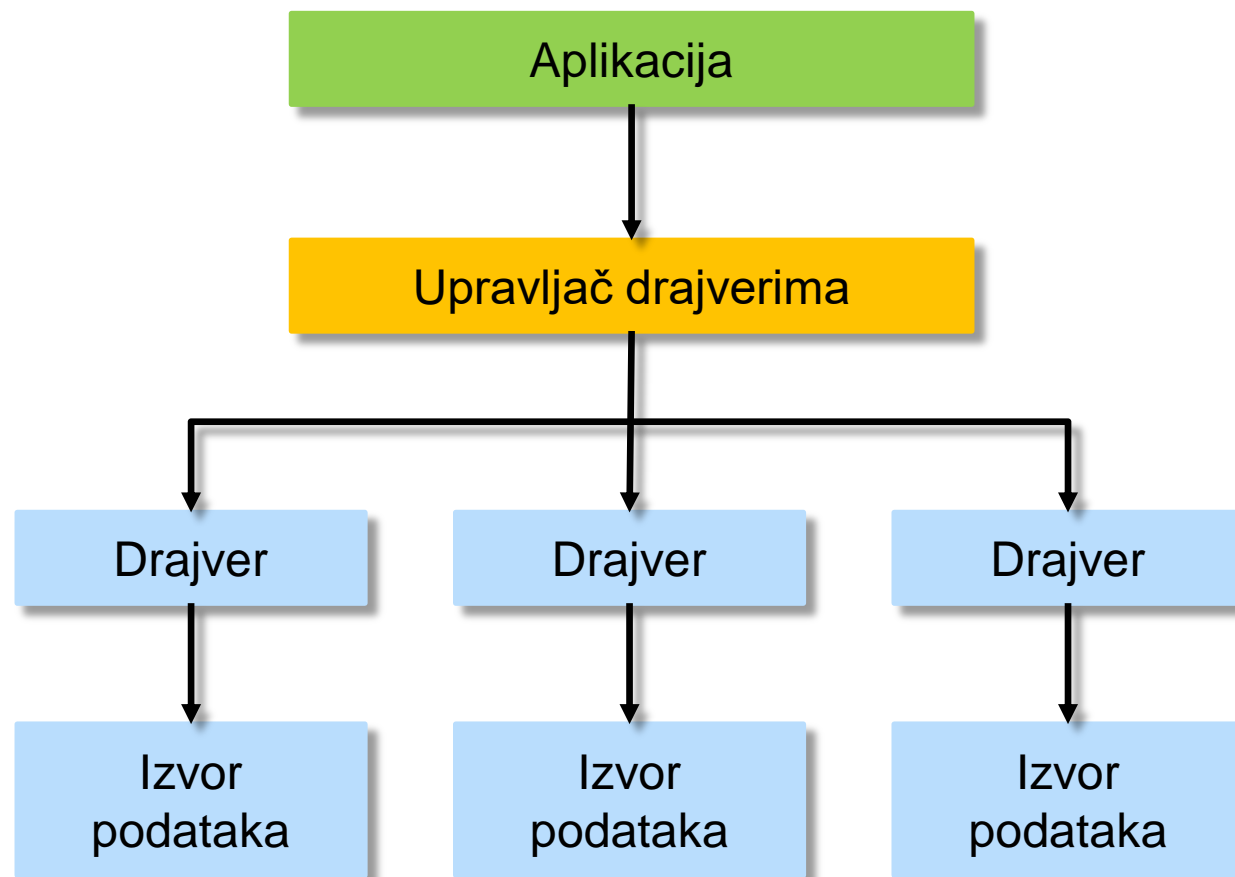 Aplikacija
Upravljač drajverima
Drajver
Drajver
Drajver
Izvor
podataka
Izvor
podataka
Izvor
podataka